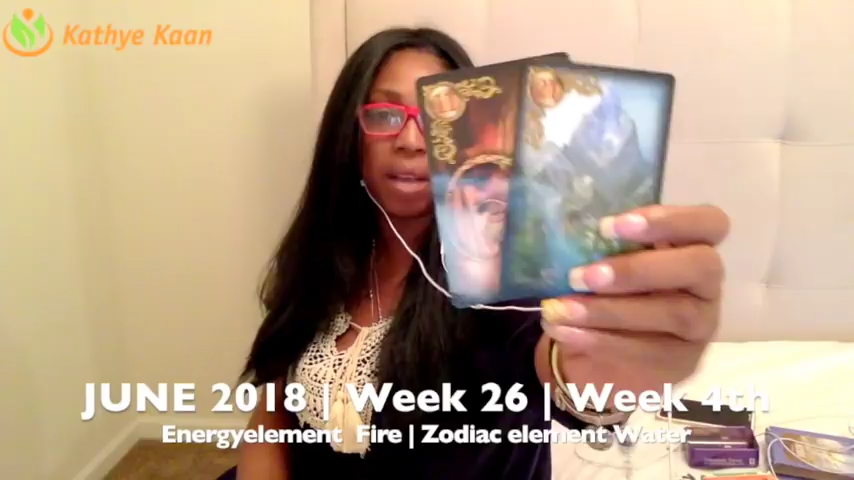 Kathye Kaan
JUNE 2018 | Week 26 | Week 4th
Energyelement Fire | Zodiac element Water